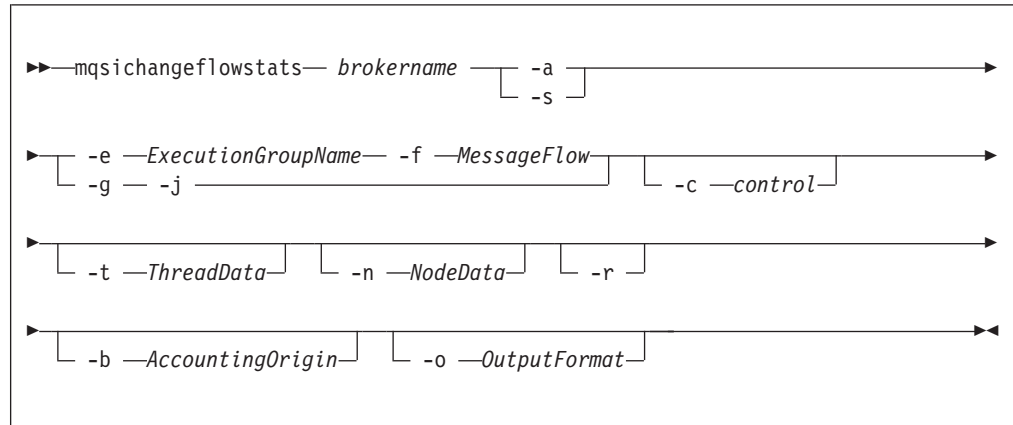 mqsichangeflowstats brokername -a
-s
-e ExecutionGroupName -f MessageFlow
-g -j
-c control
-t ThreadData -n NodeData -r
-b AccountingOrigin -o OutputFormat